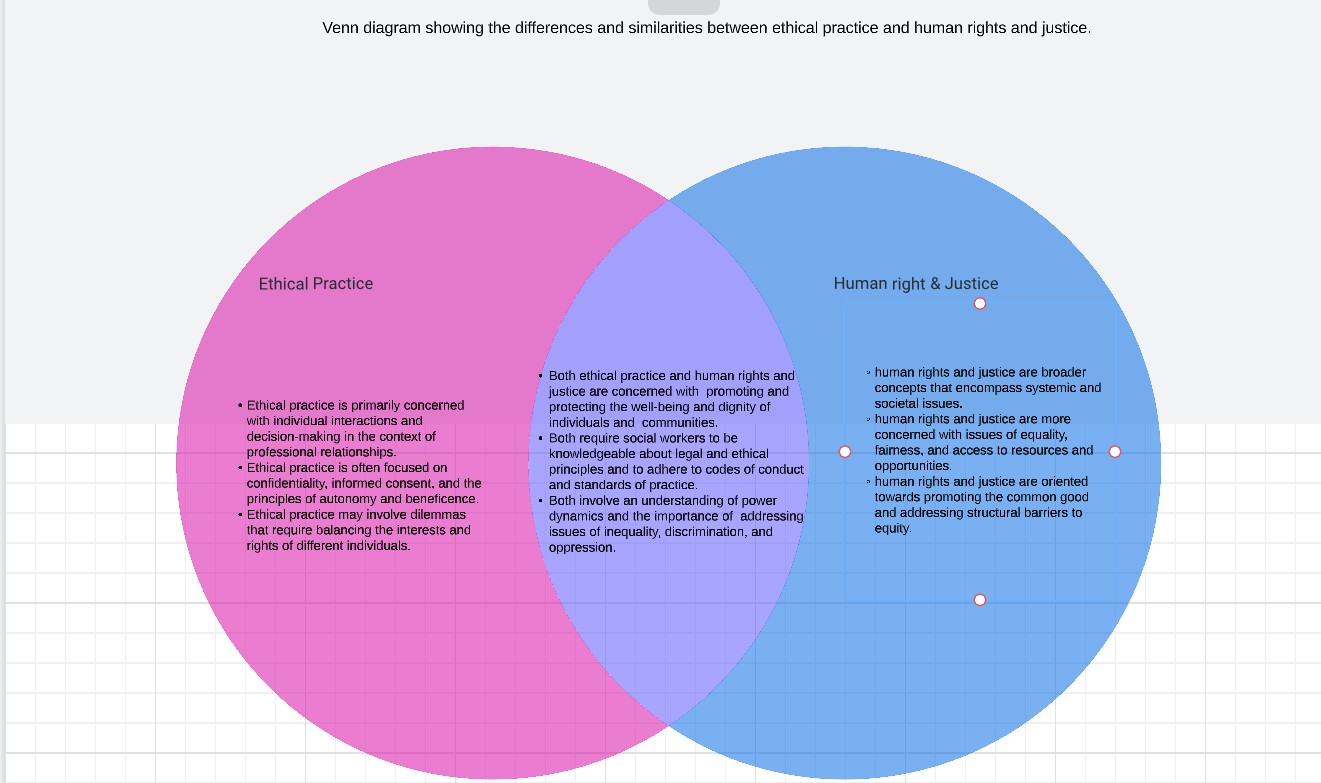 Venn diagram showing the differences and similarities between ethical practice and human rights and justice.
Ethical Practice
• Ethical practice is primarily concerned
with individual interactions and
decision-making in the context of
professional relationships.
• Ethical practice is often focused on
confidentiality, informed consent, and the
principles of autonomy and beneficence.
• Ethical practice may involve dilemmas
that require balancing the interests and
rights of different individuals.
• Both ethical practice and human rights and
justice are concerned with  promoting and
protecting the well-being and dignity of
individuals and  communities.
• Both require social workers to be
knowledgeable about legal and ethical
principles and to adhere to codes of conduct
and standards of practice.
• Both involve an understanding of power
dynamics and the importance of  addressing
issues of inequality, discrimination, and
oppression.
Human right & Justice
◦ human rights and justice are broader
concepts that encompass systemic and
societal issues.
◦ human rights and justice are more
concerned with issues of equality,
fairness, and access to resources and
opportunities.
◦ human rights and justice are oriented
towards promoting the common good
and addressing structural barriers to
equity.